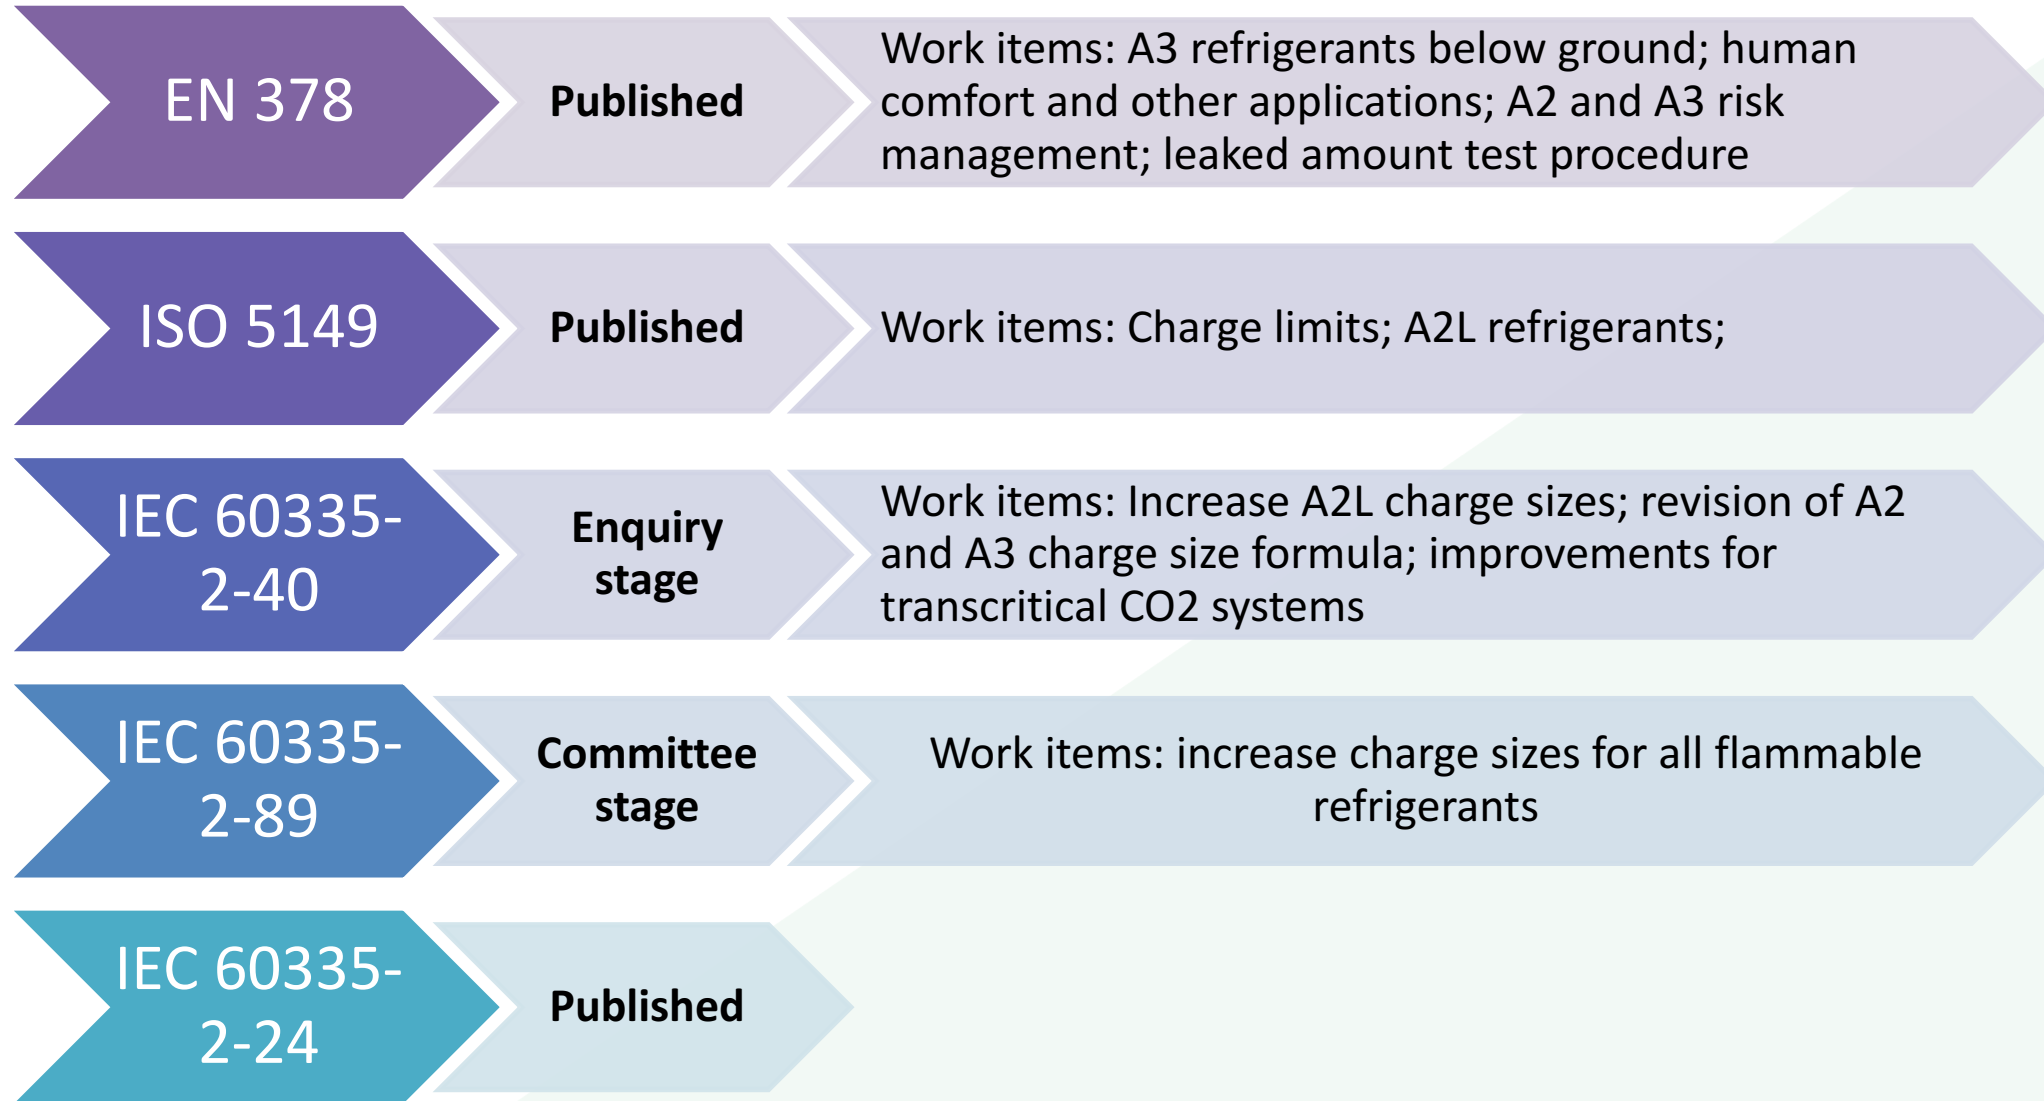 EN 378
Published
Work items: A3 refrigerants below ground; human
comfort and other applications; A2 and A3 risk
management; leaked amount test procedure
ISO 5149
Published
Work items: Charge limits; A2L refrigerants;
IEC 60335-
2-40
Enquiry
stage
Work items: Increase A2L charge sizes; revision of A2
and A3 charge size formula; improvements for
transcritical CO2 systems
IEC 60335-
2-89
Committee
stage
Work items: increase charge sizes for all flammable
refrigerants
IEC 60335-
2-24
Published